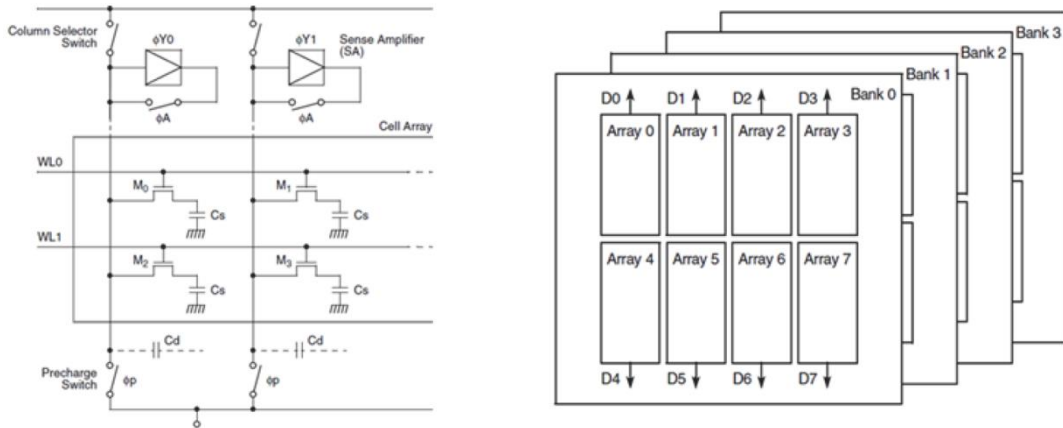 Column Selector
Switch
ϕY0
ϕY1
Sense Amplifier
(SA)
ϕA
ϕA
Cell Array
WL0
M0
M1
Cs
Cs
WL1
M2
M3
Cs
Cs
Cd
Cd
Precharge
Switch
ϕp
ϕp
Bank 3
Bank 2
Bank 1
Bank 0
D0
D1
D2
D3
Array 0
Array 1
Array 2
Array 3
Array 4
Array 5
Array 6
Array 7
D4
D5
D6
D7